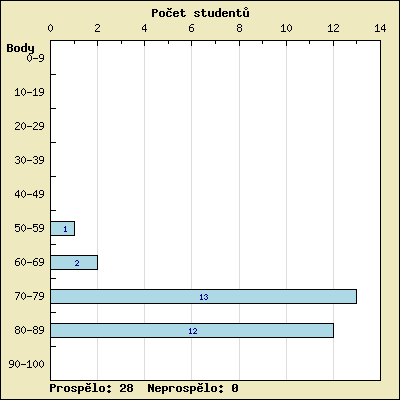 Počet studentů
0 2 4 6 8 10 12 14
Body
0-9
10-19
20-29
30-39
40-49
50-59 1
60-69 2
70-79 13
80-89 12
90-100
Prospělo: 28 Neprospělo: 0